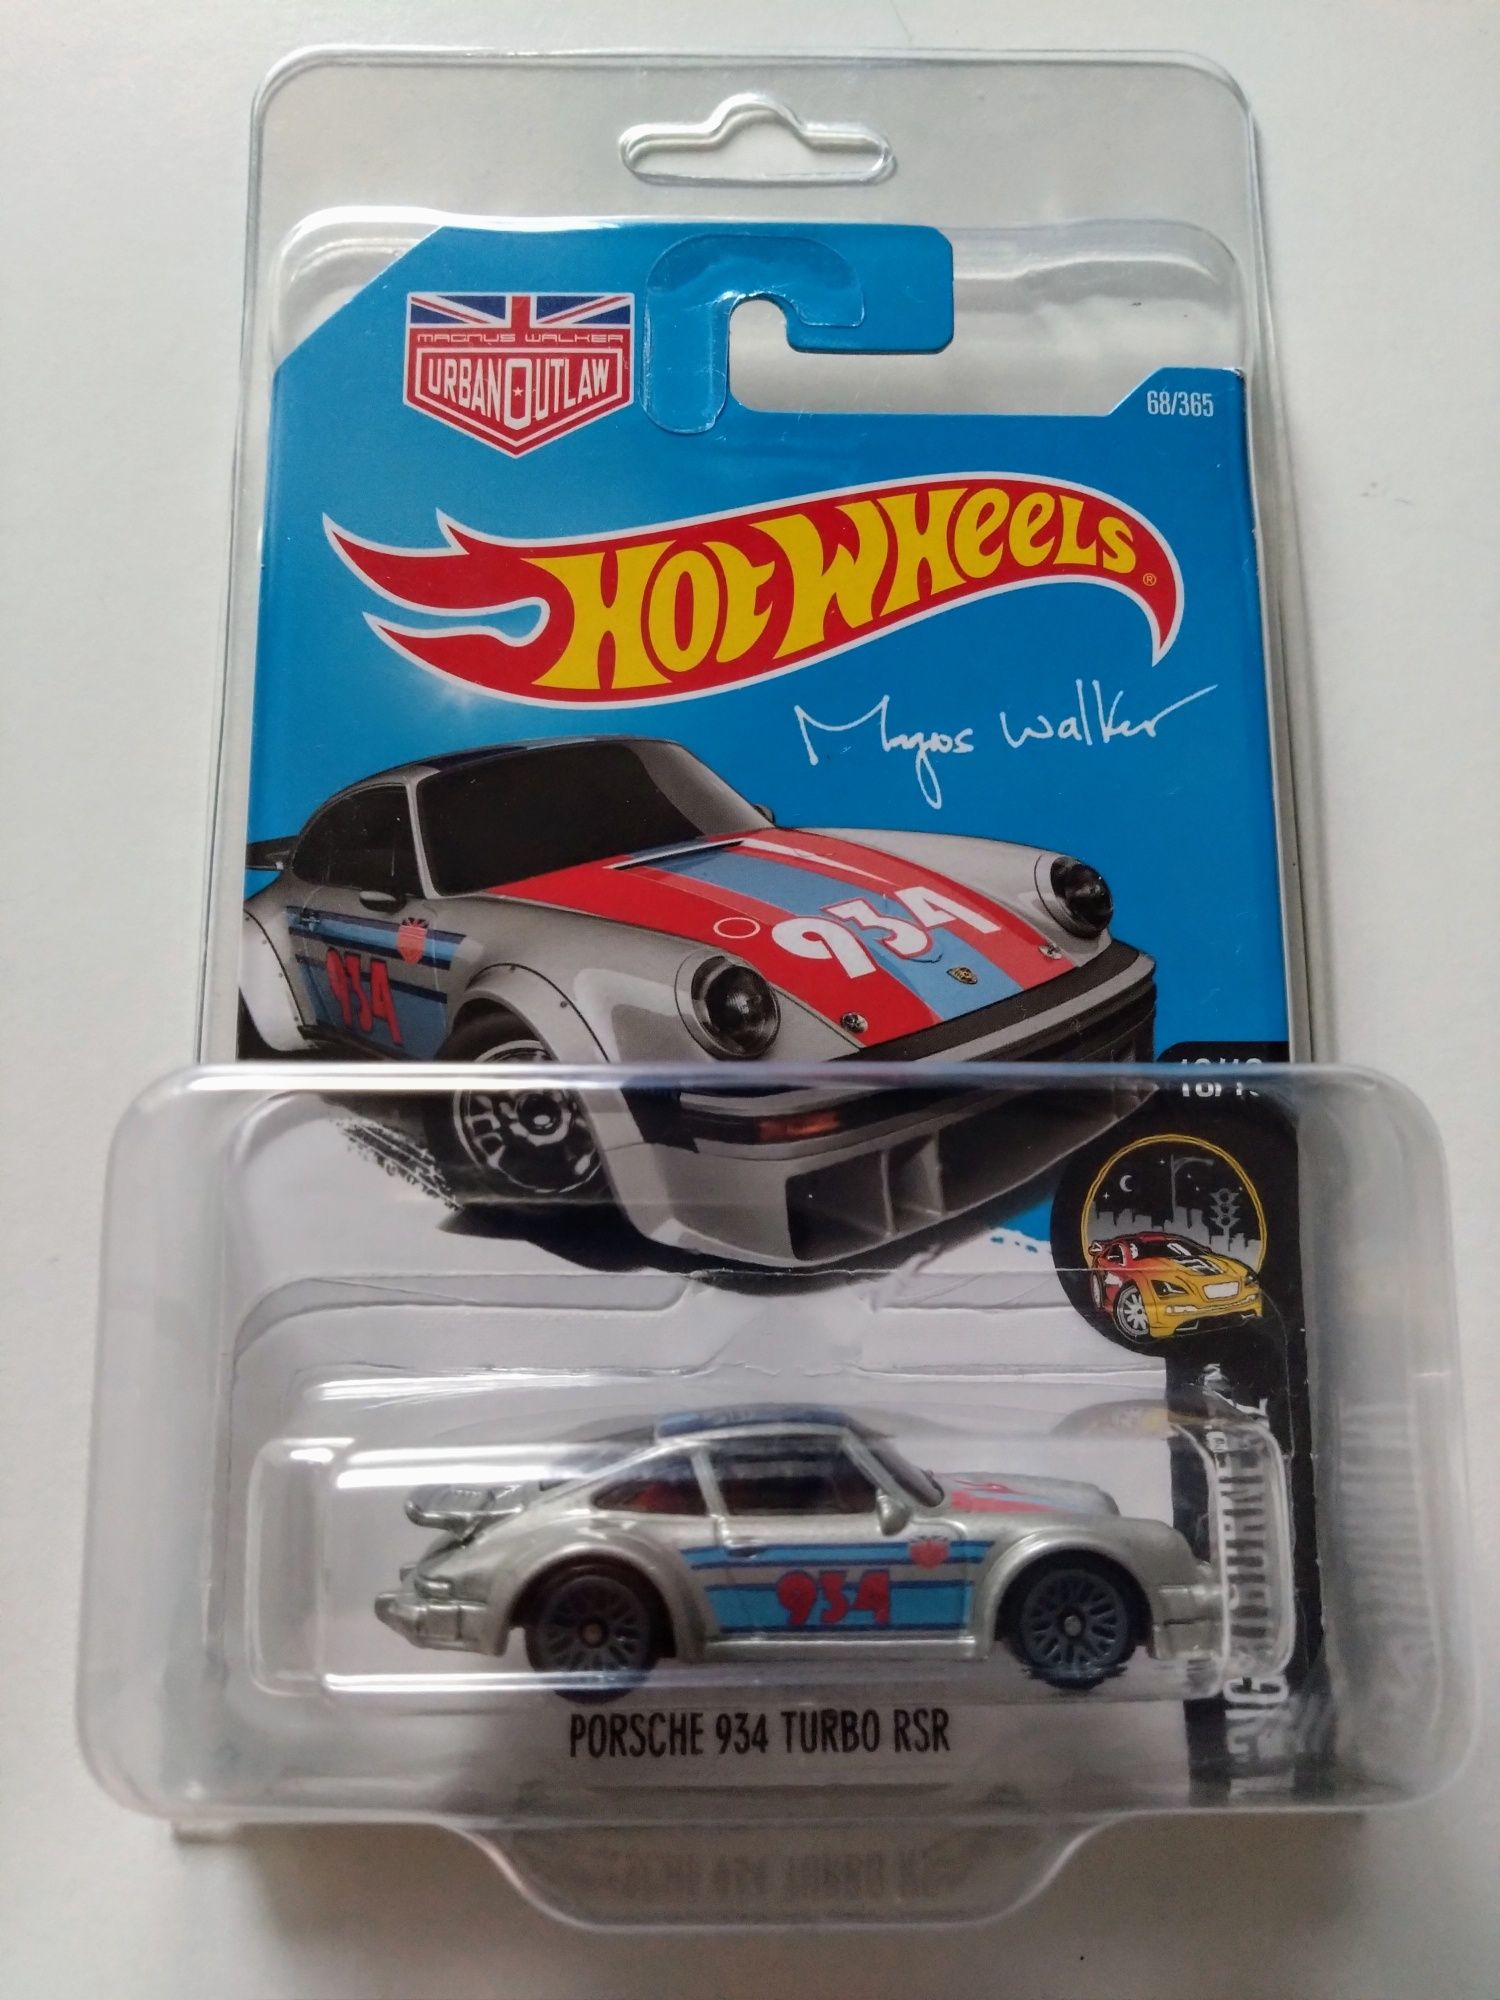 MAGNUS WALKER
URBAN OUTLAW
68/365
HOT WHEELS®
Magnus Walker
934
934
934
PORSCHE 934 TURBO RSR